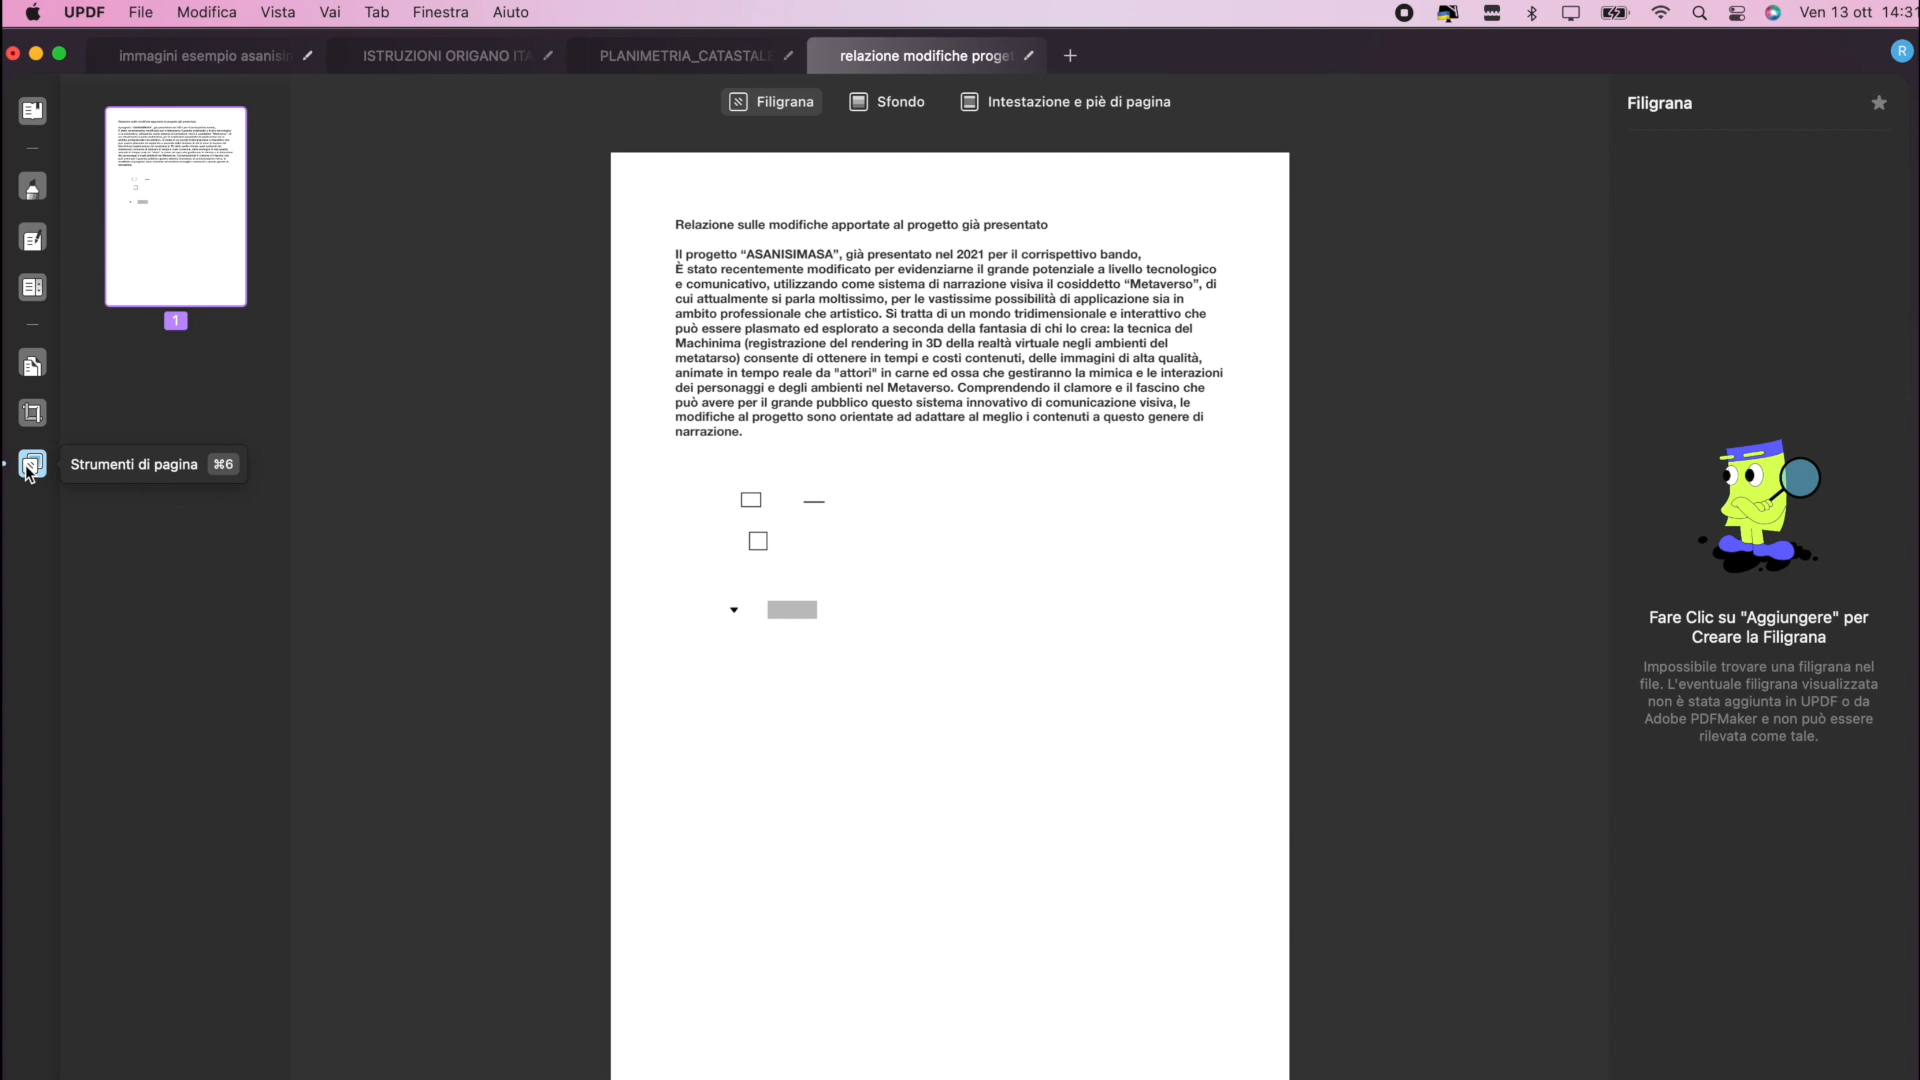 UPDF File Modifica Vista Vai Tab Finestra Aiuto Ven 13 ott 14:31
immagini esempio asanisin ISTRUZIONI ORIGANO ITA PLANIMETRIA_CATASTALE relazione modifiche proget R
Filigrana Sfondo Intestazione e piè di pagina
Filigrana
Relazione sulle modifiche apportate al progetto già presentato
Il progetto “ASANISIMASA”, già presentato nel 2021 per il corrispettivo bando,
È stato recentemente modificato per evidenziarne il grande potenziale a livello tecnologico
e comunicativo, utilizzando come sistema di narrazione visiva il cosiddetto “Metaverso”, di
cui attualmente si parla moltissimo, per le vastissime possibilità di applicazione sia in
ambito professionale che artistico. Si tratta di un mondo tridimensionale e interattivo che
può essere plasmato ed esplorato a seconda della fantasia di chi lo crea: la tecnica del
Machinima (registrazione del rendering in 3D della realtà virtuale negli ambienti del
metatarso) consente di ottenere in tempi e costi contenuti, delle immagini di alta qualità,
animate in tempo reale da "attori" in carne ed ossa che gestiranno la mimica e le interazioni
dei personaggi e degli ambienti nel Metaverso. Comprendendo il clamore e il fascino che
può avere per il grande pubblico questo sistema innovativo di comunicazione visiva, le
modifiche al progetto sono orientate ad adattare al meglio i contenuti a questo genere di
narrazione.
1
Strumenti di pagina ⌘6
Fare Clic su "Aggiungere" per
Creare la Filigrana
Impossibile trovare una filigrana nel
file. L'eventuale filigrana visualizzata
non è stata aggiunta in UPDF o da
Adobe PDFMaker e non può essere
rilevata come tale.